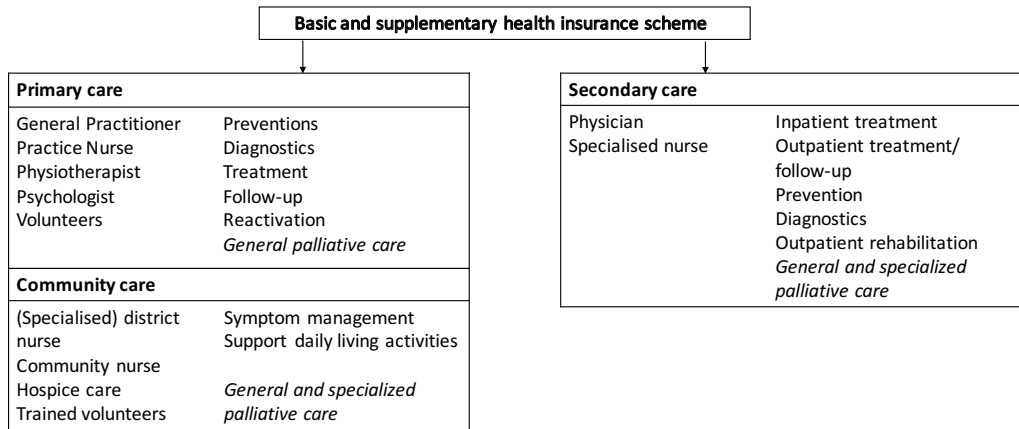 Basic and supplementary health insurance scheme
Primary care
General Practitioner
Practice Nurse
Physiotherapist
Psychologist
Volunteers
Preventions
Diagnostics
Treatment
Follow-up
Reactivation
General palliative care
Community care
(Specialised) district
nurse
Community nurse
Hospice care
Trained volunteers
Symptom management
Support daily living activities
General and specialized
palliative care
Secondary care
Physician
Specialised nurse
Inpatient treatment
Outpatient treatment/
follow-up
Prevention
Diagnostics
Outpatient rehabilitation
General and specialized
palliative care